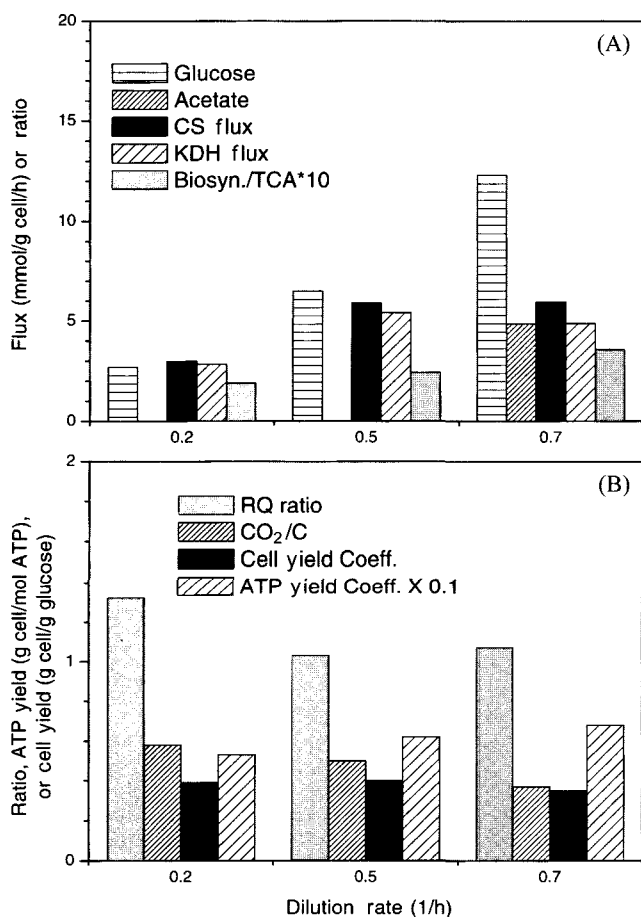 (A)
20
15
10
5
0
Flux (mmol/g cell/h) or ratio
Glucose
Acetate
CS flux
KDH flux
Biosyn./TCA*10
0.2
0.5
0.7
(B)
2
1
0
Ratio, ATP yield (g cell/mol ATP),
or cell yield (g cell/g glucose)
RQ ratio
CO₂/C
Cell yield Coeff.
ATP yield Coeff. X 0.1
0.2
0.5
0.7
Dilution rate (1/h)